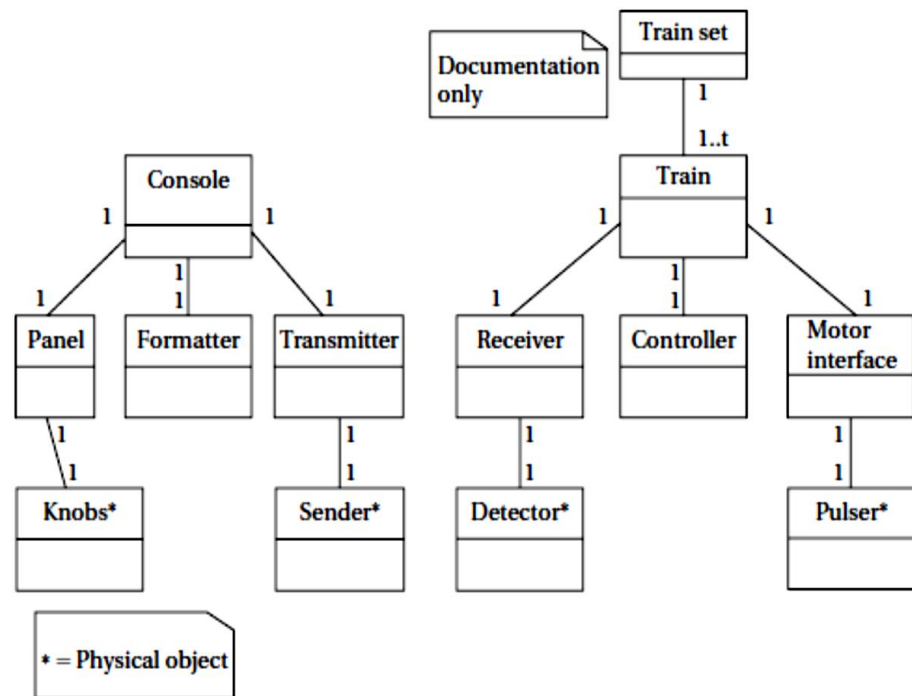 Train set
Documentation
only
1
1..t
Console
Train
1 1 1 1
1 1
1 1 1 1 1 1
Panel Formatter Transmitter Receiver Controller Motor
interface
1 1 1 1
1 1 1 1
Knobs* Sender* Detector* Pulser*
* = Physical object